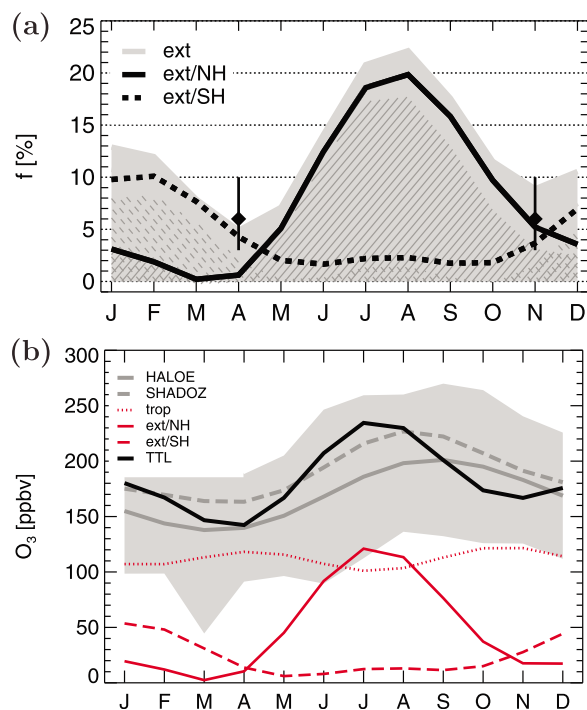 (a)
ext
ext/NH
ext/SH
f [%]
25
20
15
10
5
0
J F M A M J J A S O N D
(b)
HALOE
SHADOZ
trop
ext/NH
ext/SH
TTL
O3 [ppbv]
300
250
200
150
100
50
0
J F M A M J J A S O N D